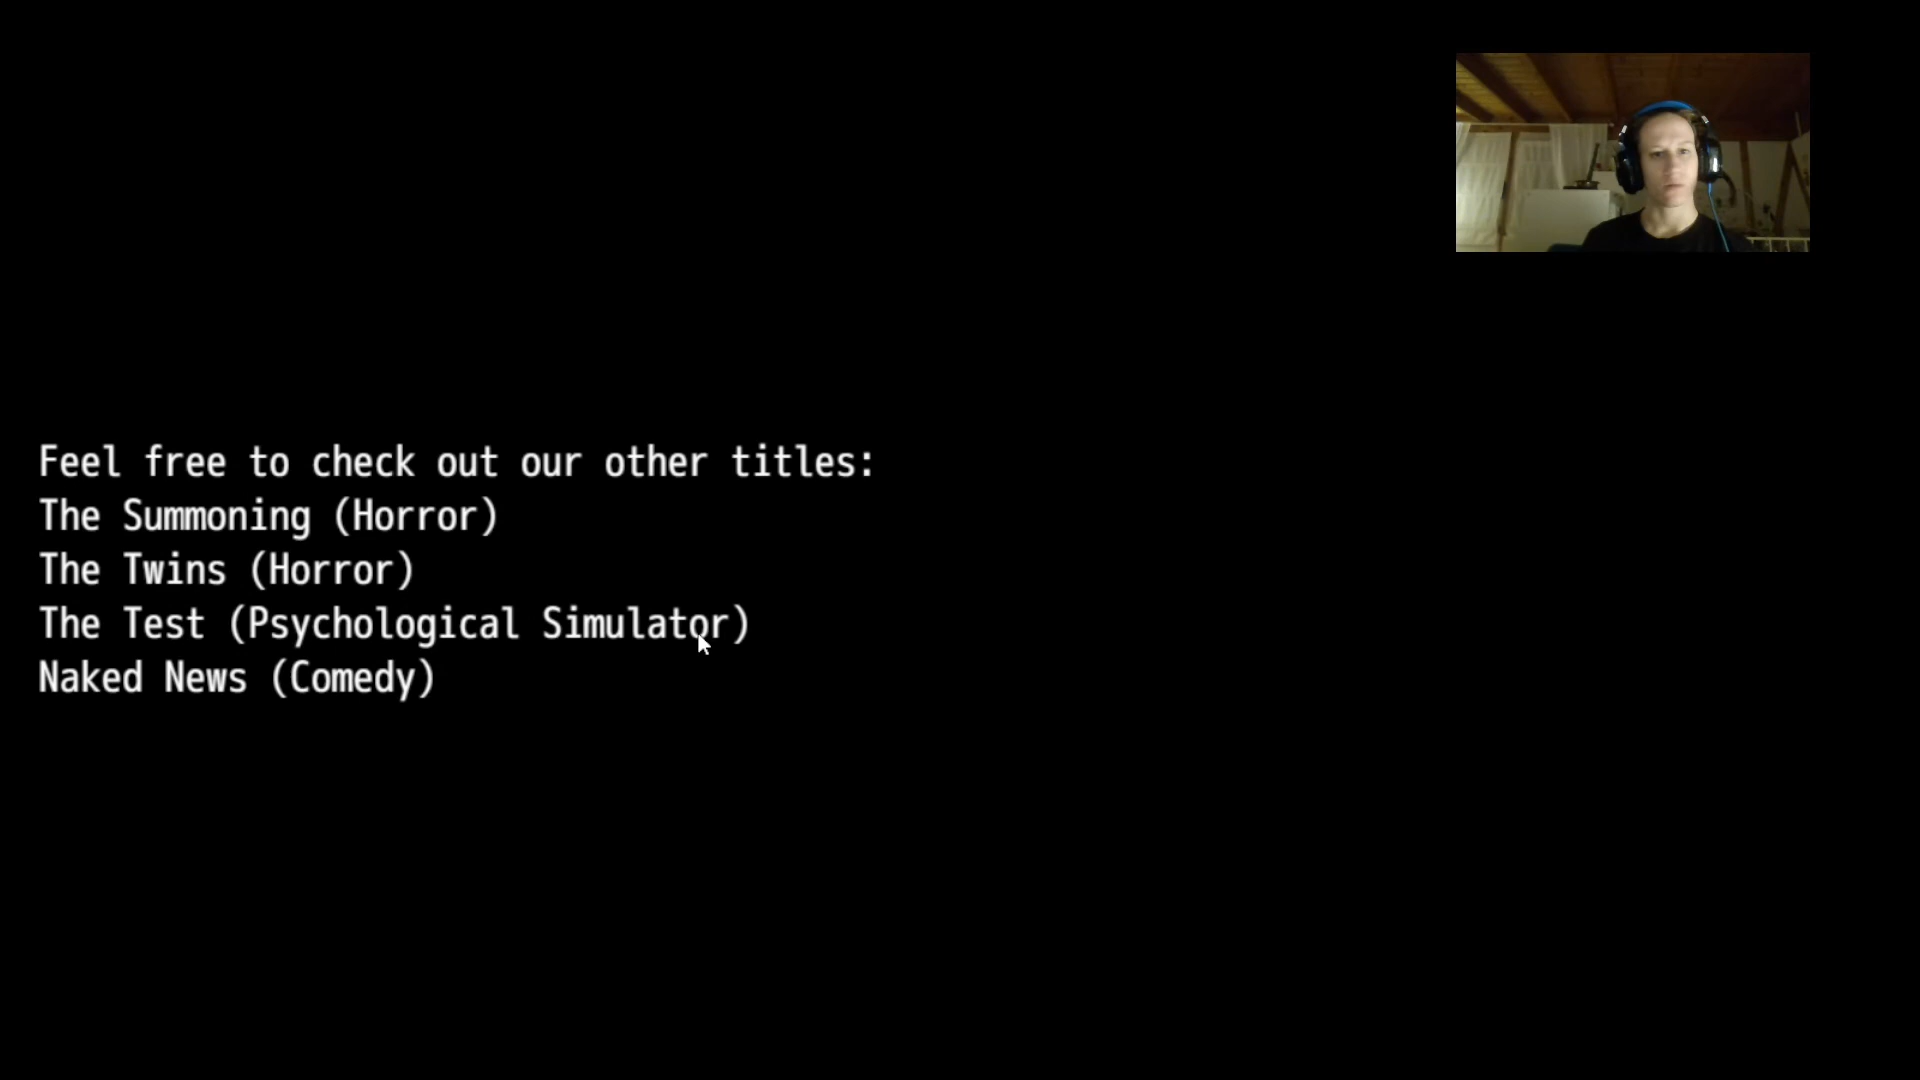 Feel free to check out our other titles:
The Summoning (Horror)
The Twins (Horror)
The Test (Psychological Simulator)
Naked News (Comedy)